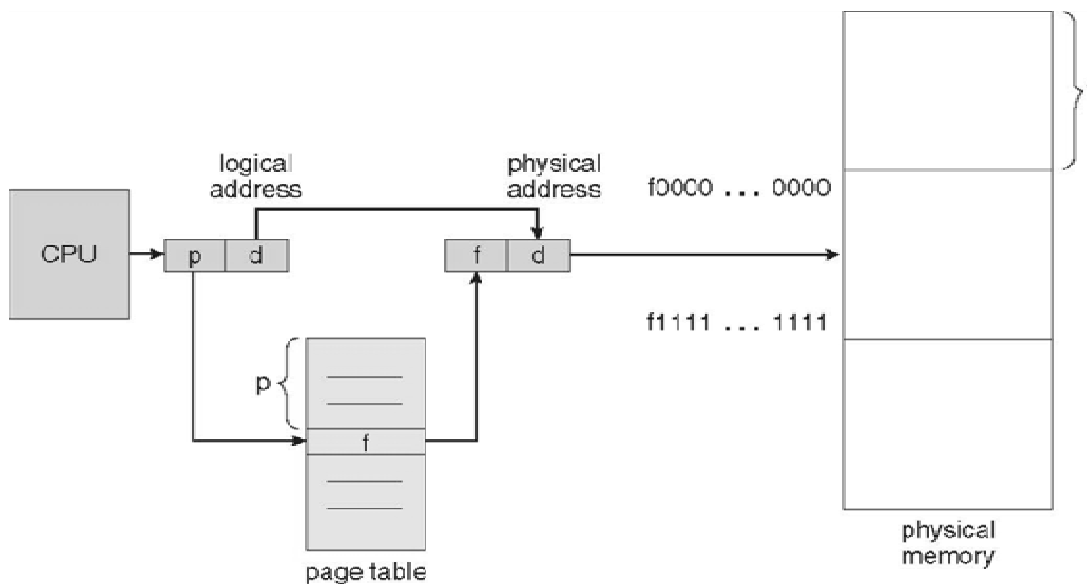 logical
address
physical
address
f0000 ... 0000
CPU
p
d
f
d
f1111 ... 1111
p
f
page table
physical
memory